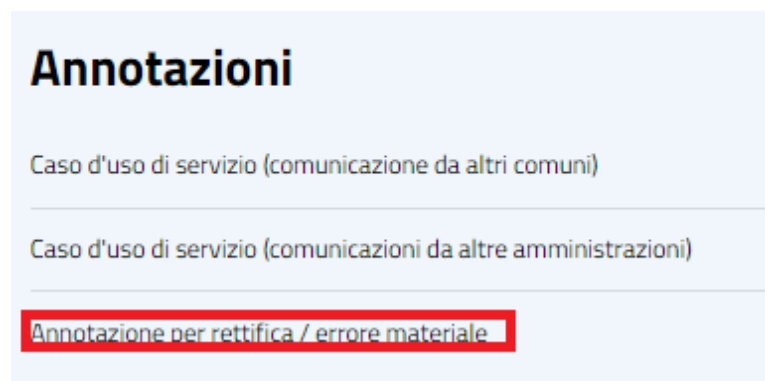 Annotazioni
Caso d'uso di servizio (comunicazione da altri comuni)
Caso d'uso di servizio (comunicazioni da altre amministrazioni)
Annotazione per rettifica / errore materiale